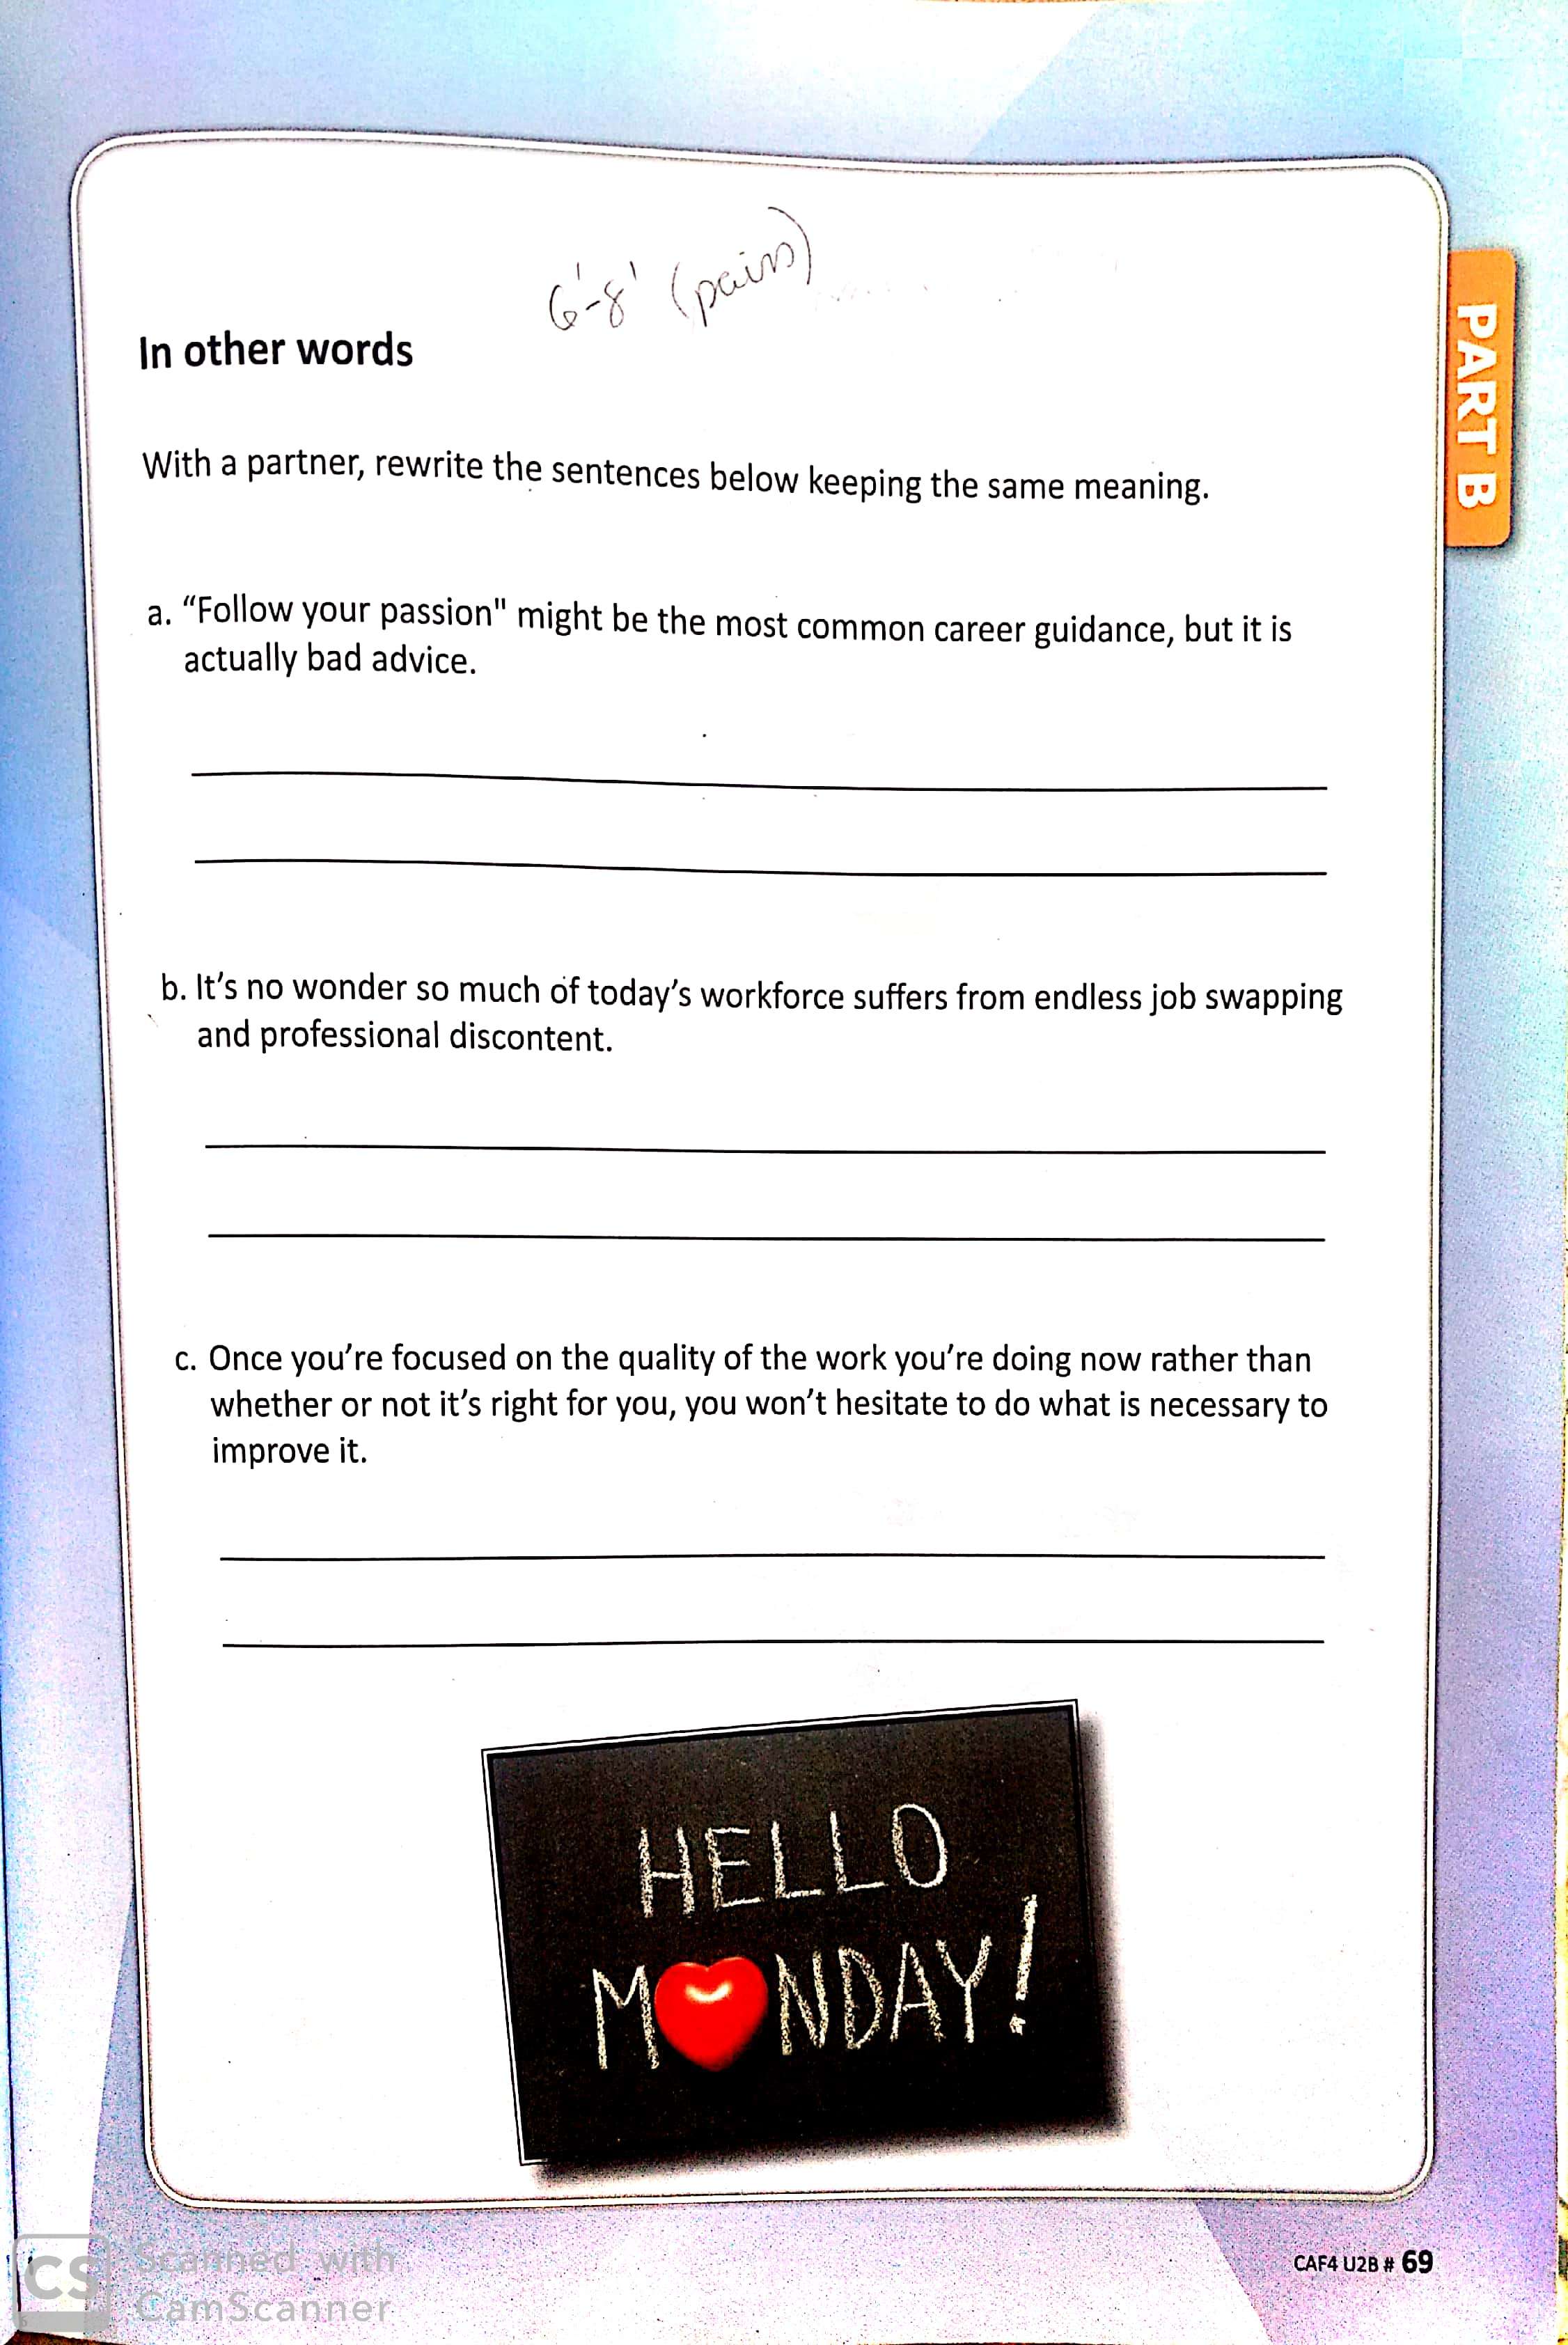 6'-8' (pairs)
In other words
PART B
With a partner, rewrite the sentences below keeping the same meaning.
a. “Follow your passion" might be the most common career guidance, but it is
actually bad advice.
b. It’s no wonder so much of today’s workforce suffers from endless job swapping
and professional discontent.
c. Once you’re focused on the quality of the work you’re doing now rather than
whether or not it’s right for you, you won’t hesitate to do what is necessary to
improve it.
HELLO
M❤NDAY!
CAF4 U2B # 69
CS Scanned with
CamScanner